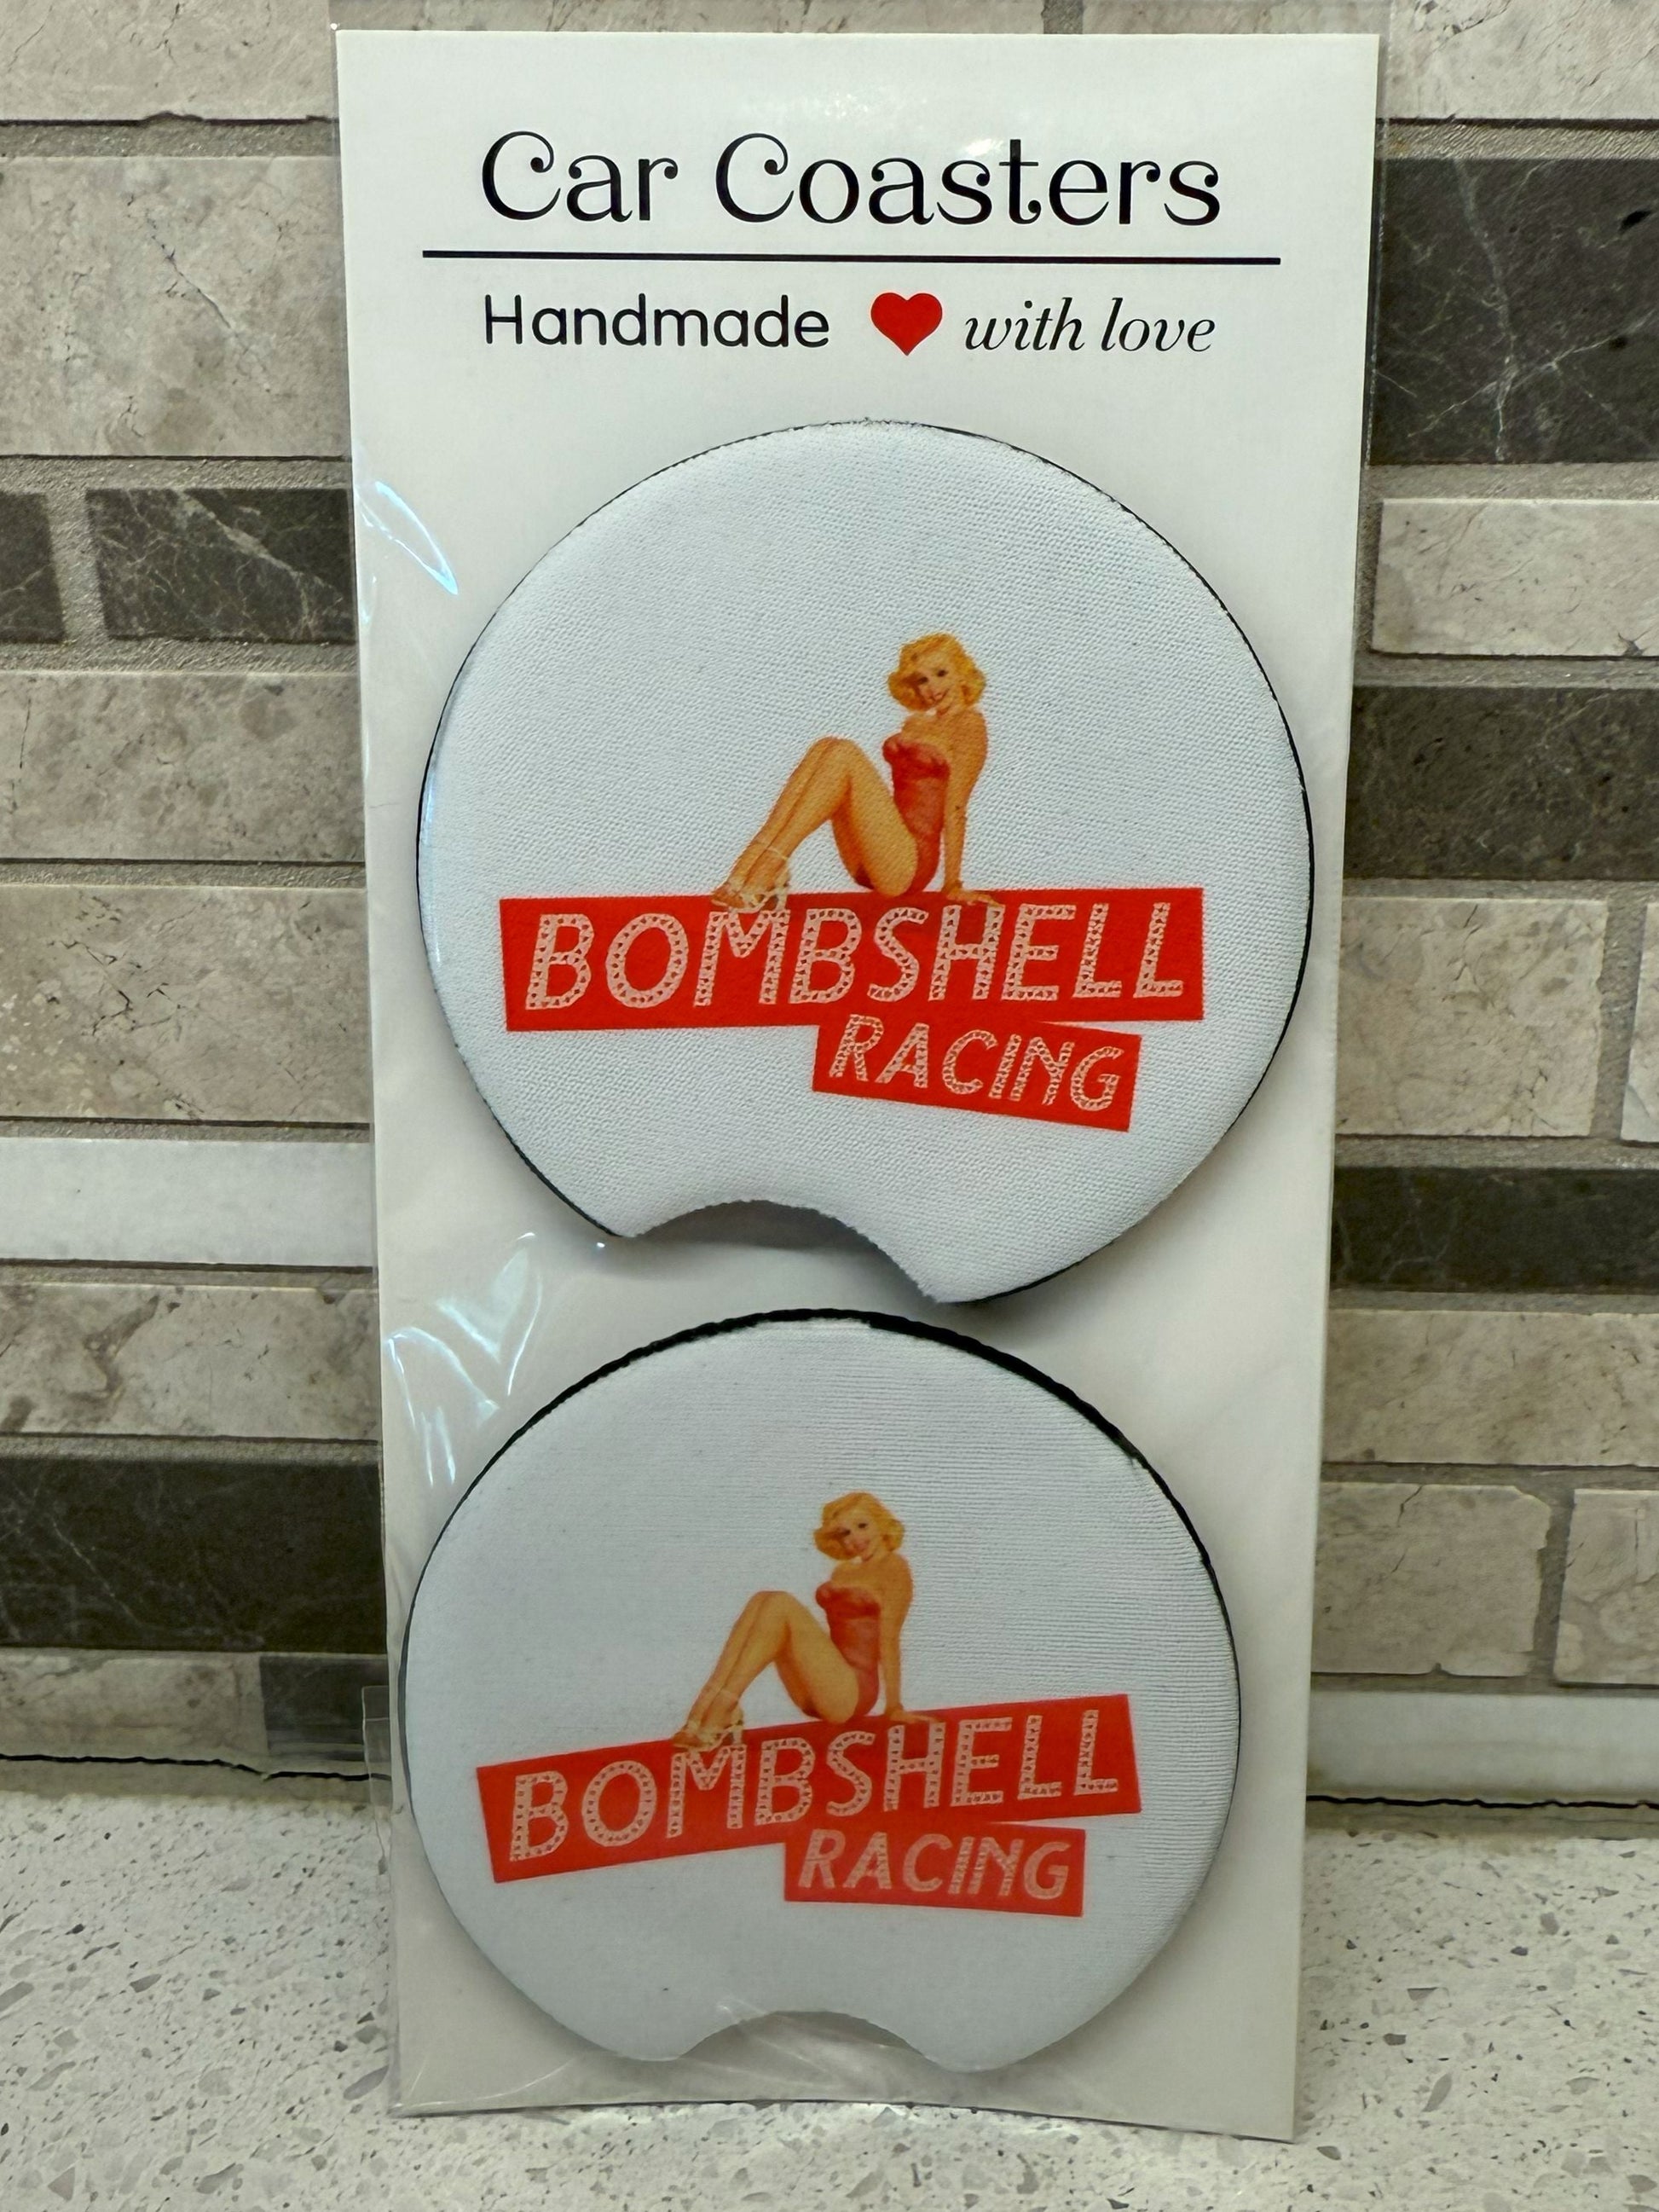 Car Coasters
Handmade ❤ with love
BOMBSHELL
RACING
BOMBSHELL
RACING